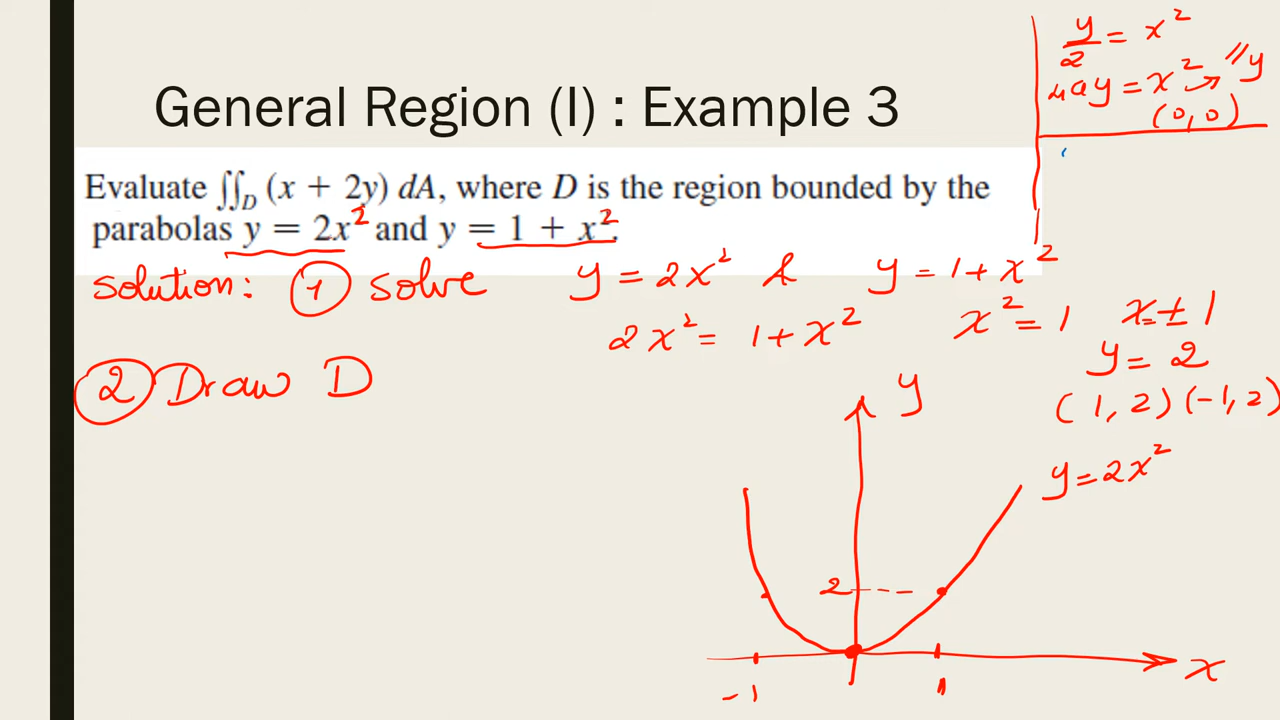 y/2 = x²
4ay = x² → //y
(0,0)
General Region (I) : Example 3
Evaluate ∬_D (x + 2y) dA, where D is the region bounded by the
parabolas y = 2x² and y = 1 + x².
solution: ① solve y = 2x² & y = 1 + x²
2x² = 1 + x² x² = 1 x = ± 1
y = 2
② Draw D
(1, 2) (-1, 2)
y
y = 2x²
2
x
-1 1